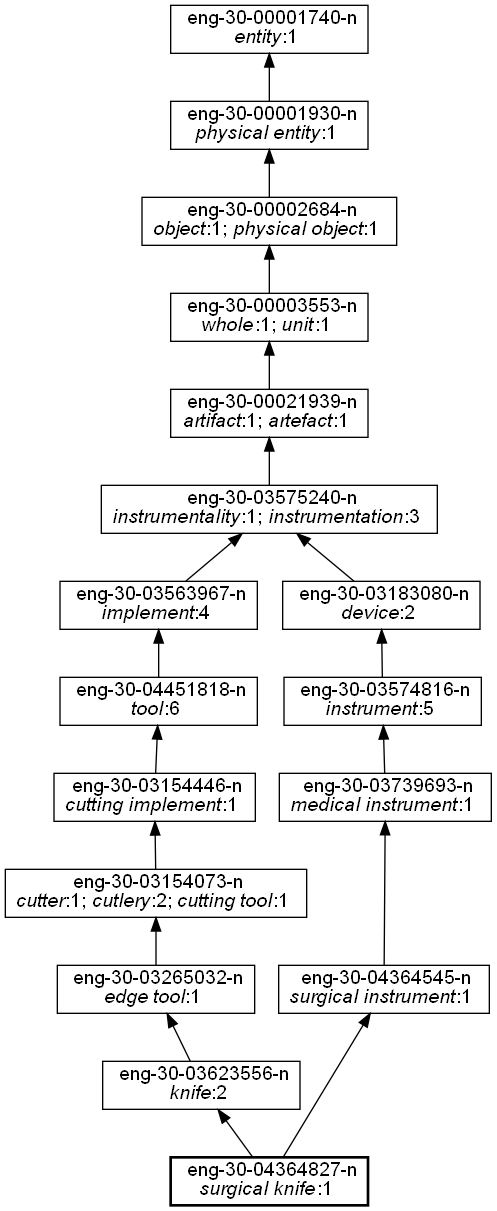 eng-30-00001740-n
entity:1
eng-30-00001930-n
physical entity:1
eng-30-00002684-n
object:1; physical object:1
eng-30-00003553-n
whole:1; unit:1
eng-30-00021939-n
artifact:1; artefact:1
eng-30-03575240-n
instrumentality:1; instrumentation:3
eng-30-03563967-n
implement:4
eng-30-03183080-n
device:2
eng-30-04451818-n
tool:6
eng-30-03574816-n
instrument:5
eng-30-03154446-n
cutting implement:1
eng-30-03739693-n
medical instrument:1
eng-30-03154073-n
cutter:1; cutlery:2; cutting tool:1
eng-30-03265032-n
edge tool:1
eng-30-04364545-n
surgical instrument:1
eng-30-03623556-n
knife:2
eng-30-04364827-n
surgical knife:1